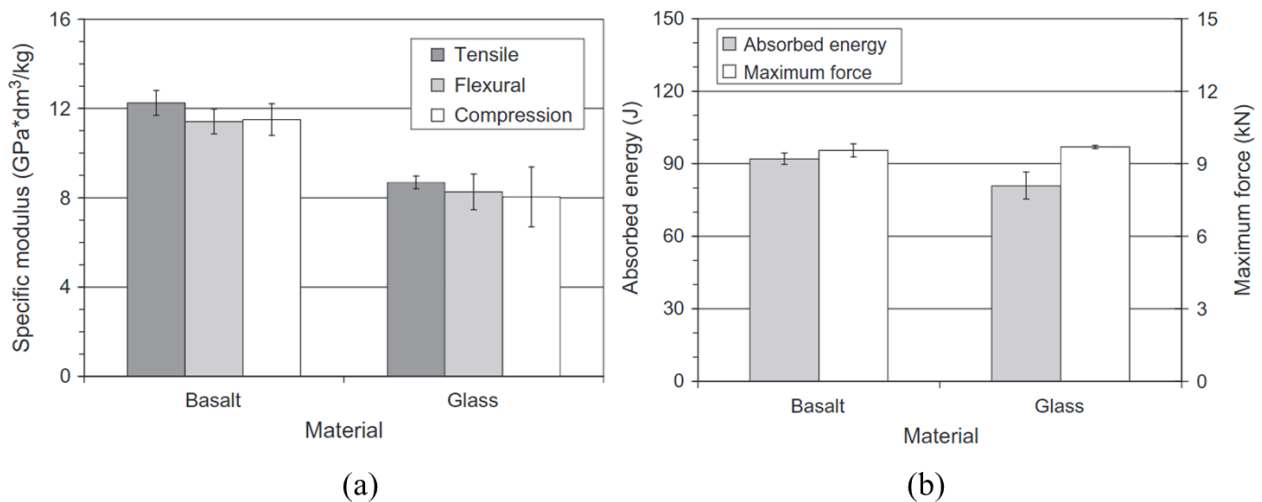 Specific modulus (GPa*dm³/kg)
16
12
8
4
0
Tensile
Flexural
Compression
Basalt
Glass
Material
(a)
Absorbed energy (J)
150
120
90
60
30
0
Absorbed energy
Maximum force
15
12
9
6
3
0
Maximum force (kN)
Basalt
Glass
Material
(b)